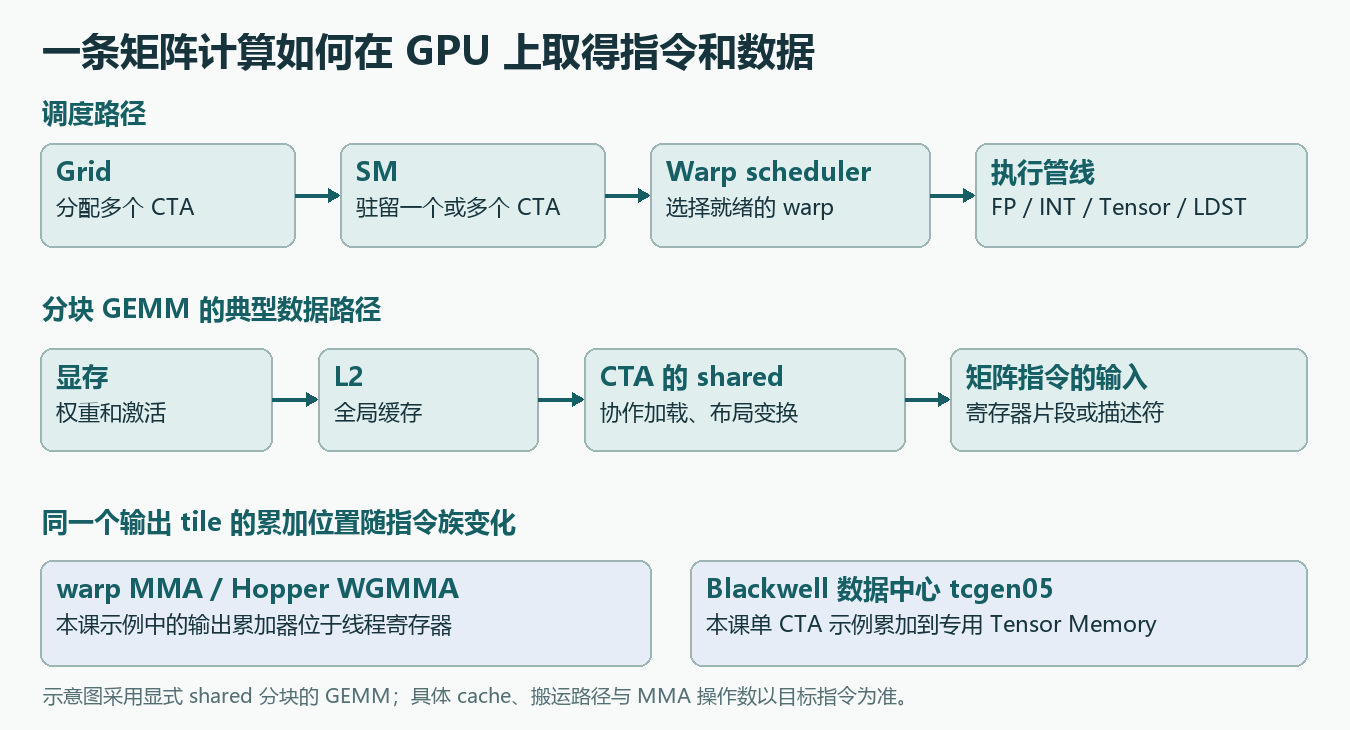 一条矩阵计算如何在 GPU 上取得指令和数据
调度路径
Grid
分配多个 CTA
SM
驻留一个或多个 CTA
Warp scheduler
选择就绪的 warp
执行管线
FP / INT / Tensor / LDST
分块 GEMM 的典型数据路径
显存
权重和激活
L2
全局缓存
CTA 的 shared
协作加载、布局变换
矩阵指令的输入
寄存器片段或描述符
同一个输出 tile 的累加位置随指令族变化
warp MMA / Hopper WGMMA
本课示例中的输出累加器位于线程寄存器
Blackwell 数据中心 tcgen05
本课单 CTA 示例累加到专用 Tensor Memory
示意图采用显式 shared 分块的 GEMM；具体 cache、搬运路径与 MMA 操作数以目标指令为准。